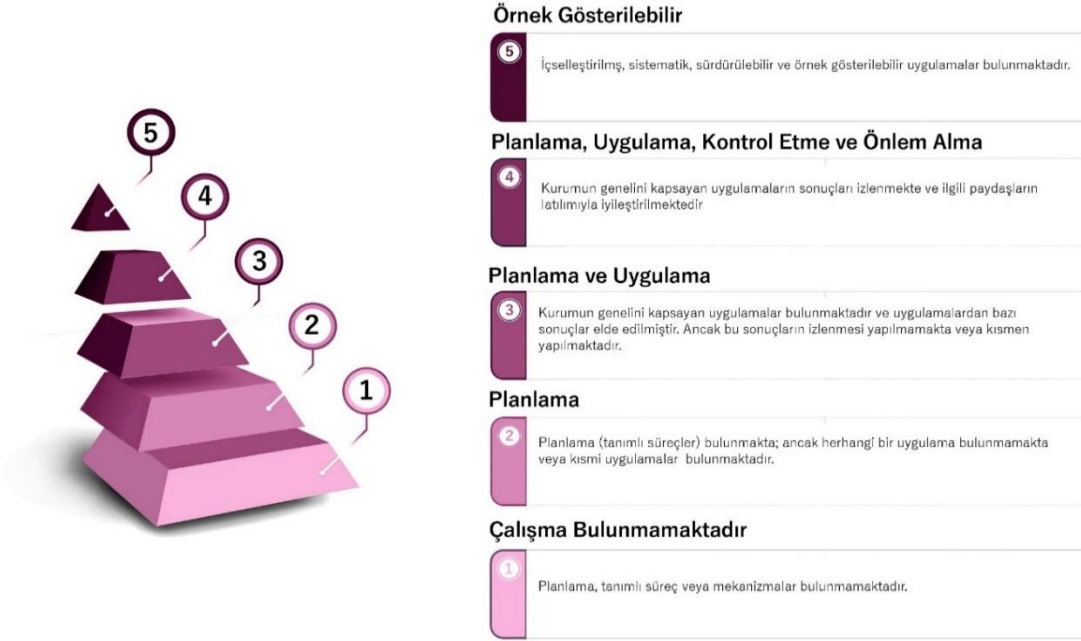 5
4
3
2
1
Örnek Gösterilebilir
5
İçselleştirilmş, sistematik, sürdürülebilir ve örnek gösterilebilir uygulamalar bulunmaktadır.
Planlama, Uygulama, Kontrol Etme ve Önlem Alma
4
Kurumun genelini kapsayan uygulamaların sonuçları izlenmekte ve ilgili paydaşların
latılımıyla iyileştirilmektedir
Planlama ve Uygulama
3
Kurumun genelini kapsayan uygulamalar bulunmaktadır ve uygulamalardan bazı
sonuçlar elde edilmiştir. Ancak bu sonuçların izlenmesi yapılmamakta veya kısmen
yapılmaktadır.
Planlama
2
Planlama (tanımlı süreçler) bulunmakta; ancak herhangi bir uygulama bulunmamakta
veya kısmi uygulamalar bulunmaktadır.
Çalışma Bulunmamaktadır
1
Planlama, tanımlı süreç veya mekanizmalar bulunmamaktadır.